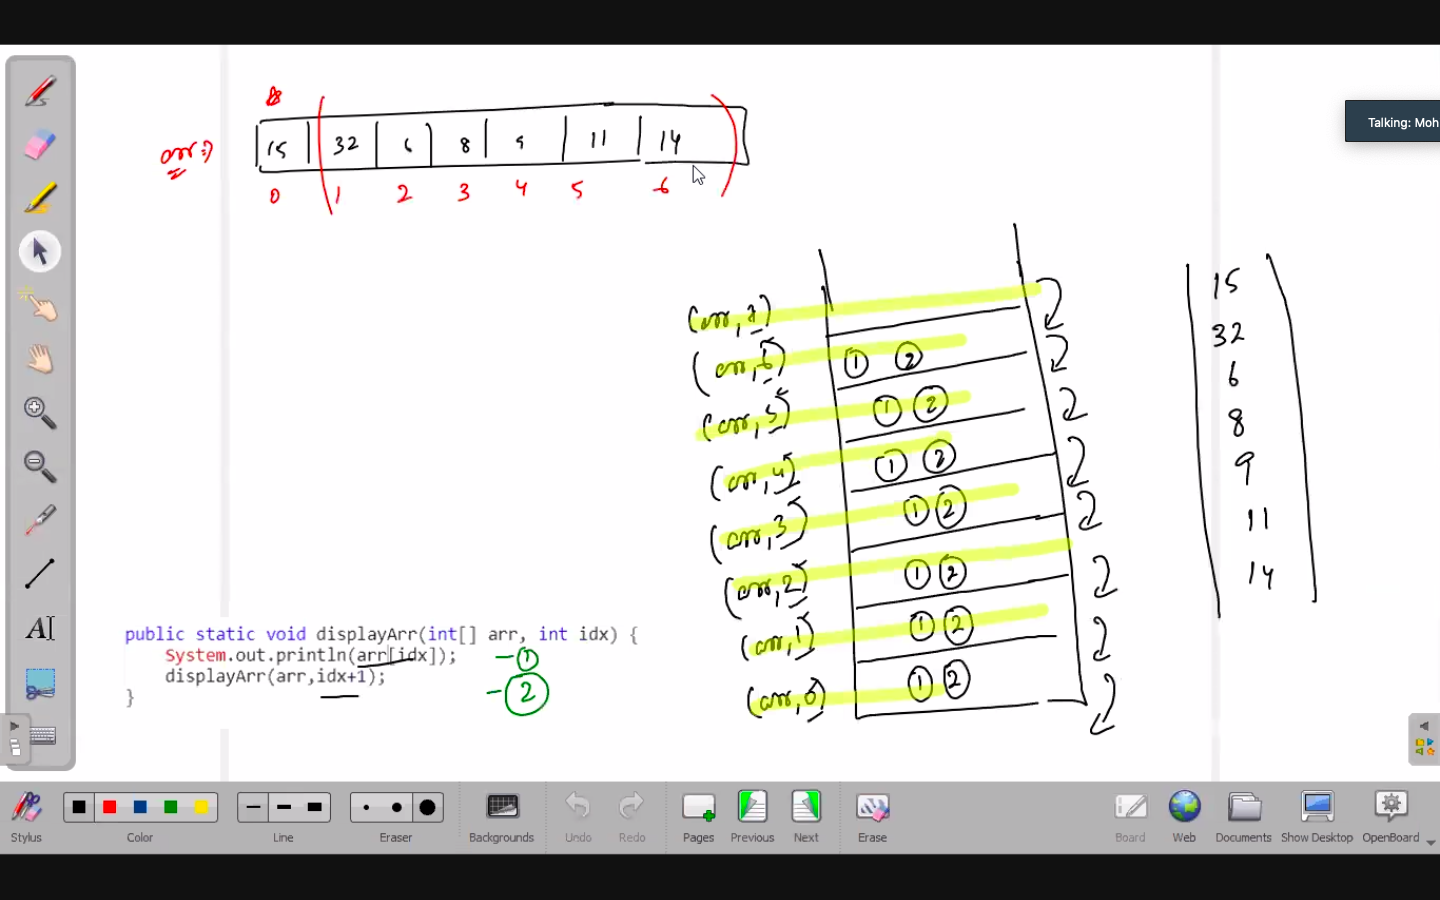 Talking: Moh
arr:>
15 32 6 8 9 11 14
0 1 2 3 4 5 6
(arr,7)
(arr,6) 1 2
(arr,5) 1 2
(arr,4) 1 2
(arr,3) 1 2
(arr,2) 1 2
(arr,1) 1 2
(arr,0) 1 2
15
32
6
8
9
11
14
public static void displayArr(int[] arr, int idx) {
System.out.println(arr[idx]); -1
displayArr(arr,idx+1); -2
}
AI
Stylus Color Line Eraser Backgrounds Undo Redo Pages Previous Next Erase Board Web Documents Show Desktop OpenBoard